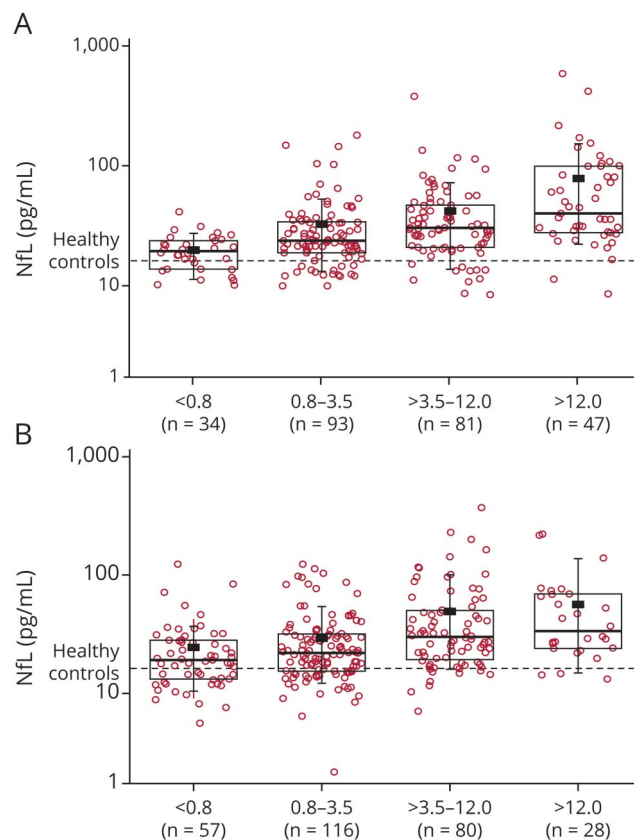 A
1,000
100
Healthy
controls
10
1
NfL (pg/mL)
<0.8
(n = 34)
0.8–3.5
(n = 93)
>3.5–12.0
(n = 81)
>12.0
(n = 47)
B
1,000
100
Healthy
controls
10
1
NfL (pg/mL)
<0.8
(n = 57)
0.8–3.5
(n = 116)
>3.5–12.0
(n = 80)
>12.0
(n = 28)